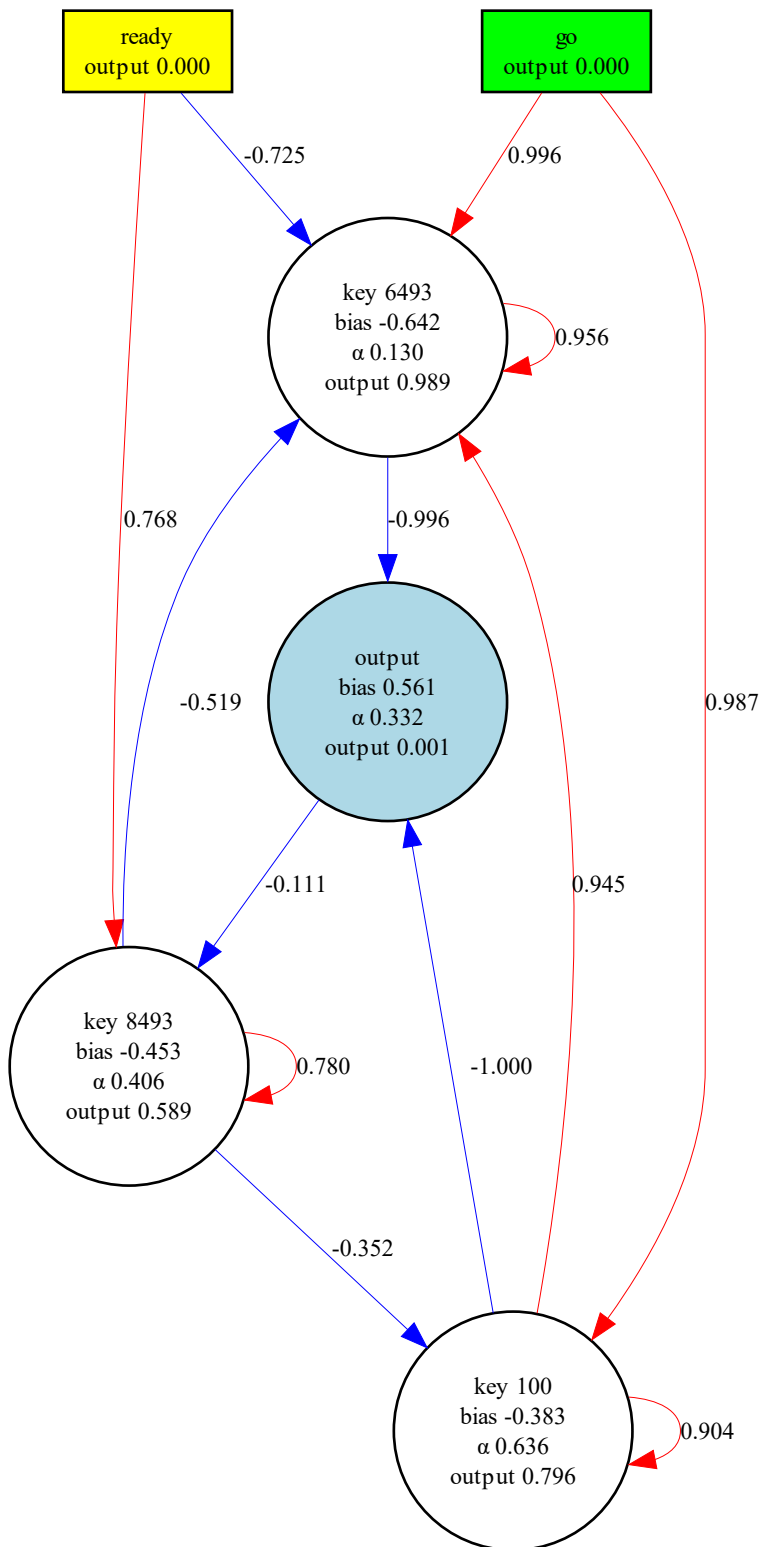 ready
output 0.000
go
output 0.000
-0.725
0.996
key 6493
bias -0.642
α 0.130
output 0.989
0.956
0.768
-0.996
-0.519
output
bias 0.561
α 0.332
output 0.001
0.987
-0.111
0.945
key 8493
bias -0.453
α 0.406
output 0.589
0.780
-1.000
-0.352
key 100
bias -0.383
α 0.636
output 0.796
0.904